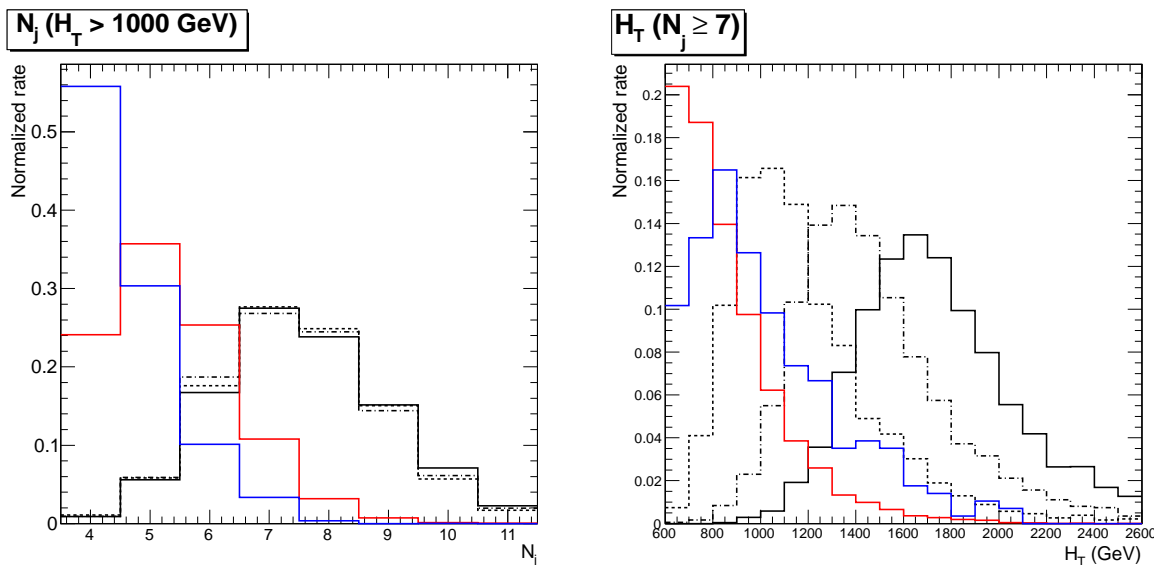 N_j (H_T > 1000 GeV)
Normalized rate
0.5
0.4
0.3
0.2
0.1
0
4 5 6 7 8 9 10 11
N_j
H_T (N_j ≥ 7)
Normalized rate
0.2
0.18
0.16
0.14
0.12
0.1
0.08
0.06
0.04
0.02
0
600 800 1000 1200 1400 1600 1800 2000 2200 2400 2600
H_T (GeV)